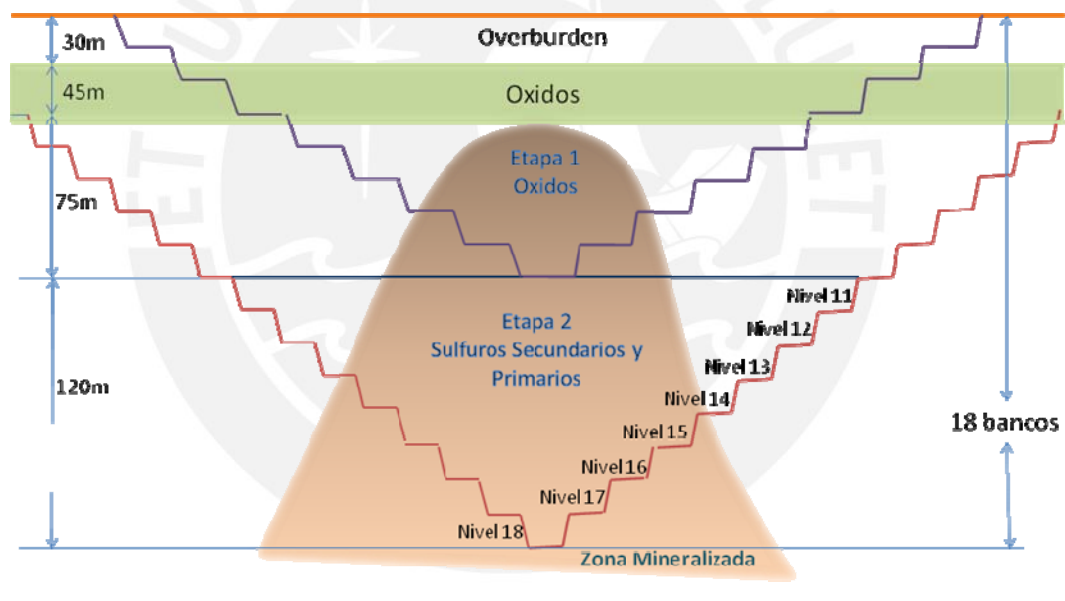 Overburden
30m
45m
Oxidos
Etapa 1
Oxidos
75m
Nivel 11
Etapa 2
Nivel 12
Sulfuros Secundarios y
Primarios
Nivel 13
120m
Nivel 14
18 bancos
Nivel 15
Nivel 16
Nivel 17
Nivel 18
Zona Mineralizada
ET